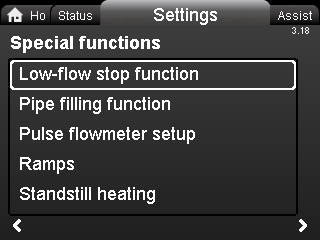 Ho Status Settings Assist
3.18
Special functions
Low-flow stop function
Pipe filling function
Pulse flowmeter setup
Ramps
Standstill heating